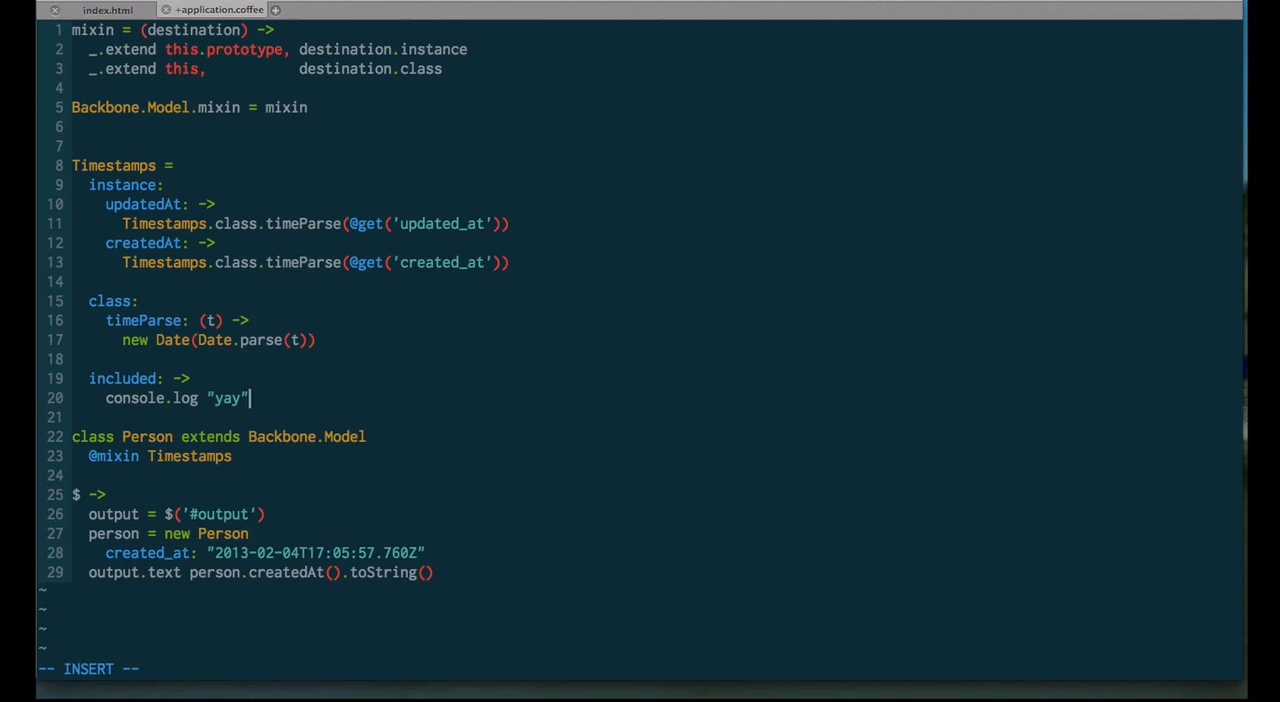 index.html
+application.coffee
1 mixin = (destination) ->
2   _.extend this.prototype, destination.instance
3   _.extend this,           destination.class
4
5 Backbone.Model.mixin = mixin
6
7
8 Timestamps =
9   instance:
10     updatedAt: ->
11       Timestamps.class.timeParse(@get('updated_at'))
12     createdAt: ->
13       Timestamps.class.timeParse(@get('created_at'))
14
15   class:
16     timeParse: (t) ->
17       new Date(Date.parse(t))
18
19   included: ->
20     console.log "yay"
21
22 class Person extends Backbone.Model
23   @mixin Timestamps
24
25 $ ->
26   output = $('#output')
27   person = new Person
28     created_at: "2013-02-04T17:05:57.760Z"
29   output.text person.createdAt().toString()
~
~
~
~
-- INSERT --